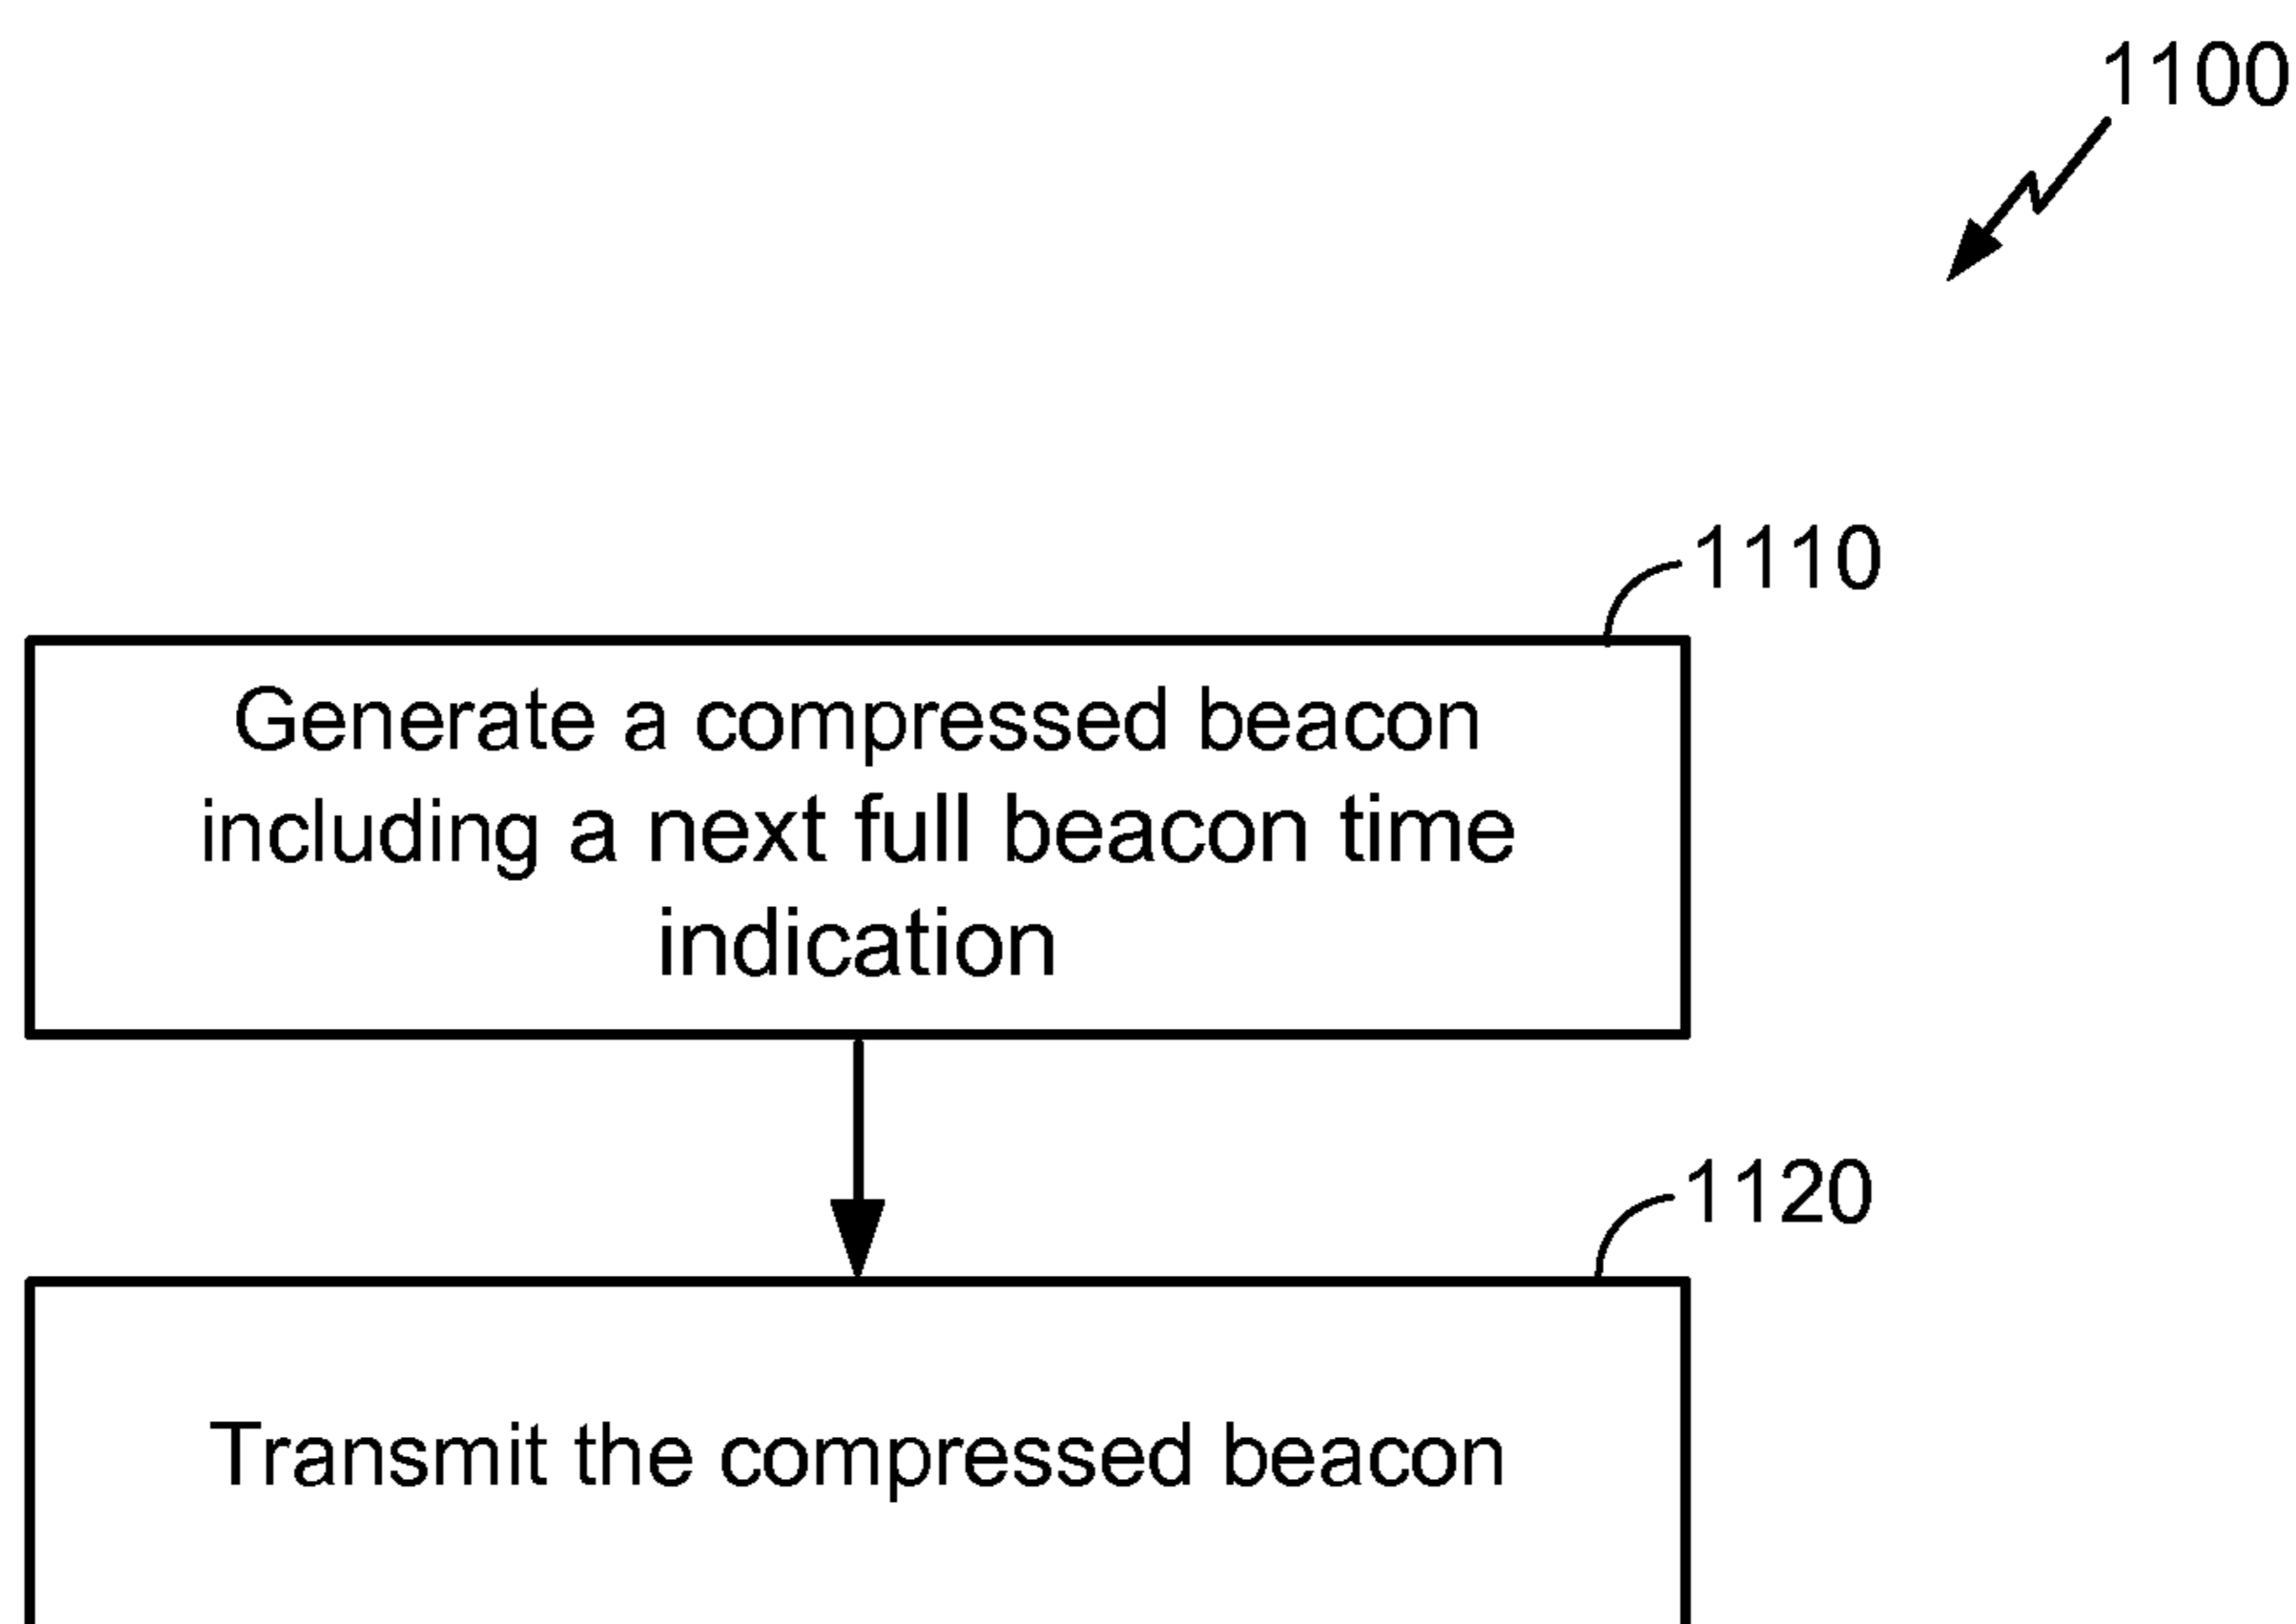 1100
1110
Generate a compressed beacon
including a next full beacon time
indication
1120
Transmit the compressed beacon